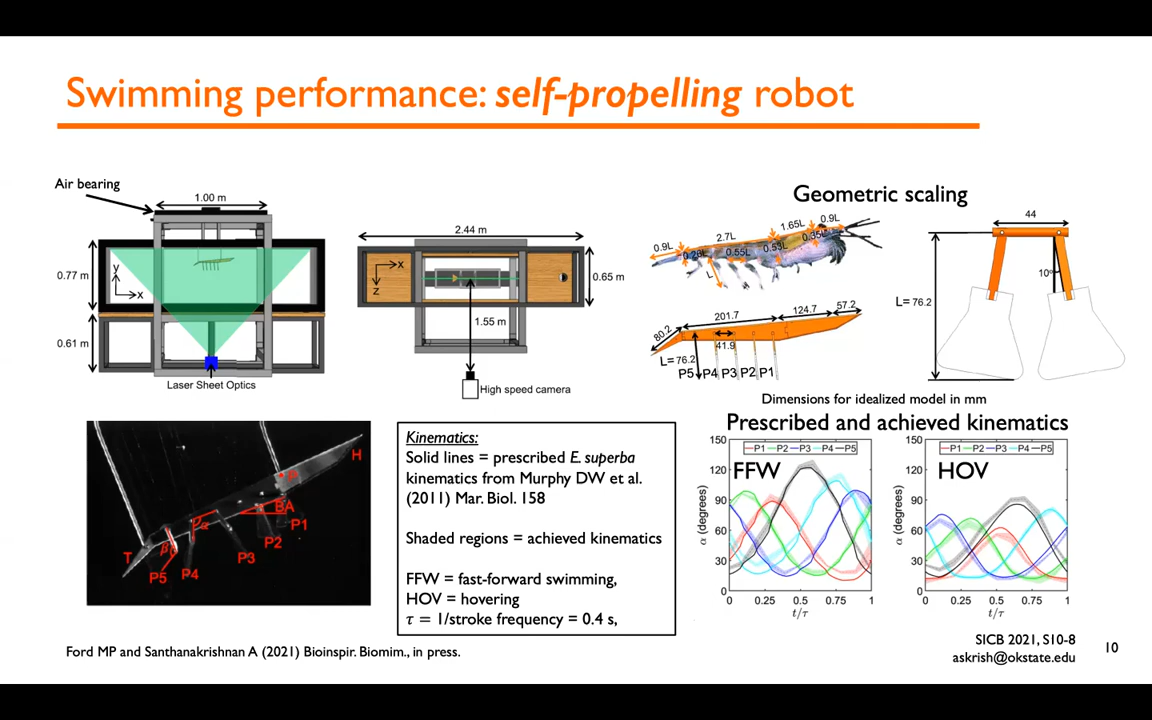 Swimming performance: self-propelling robot
Air bearing
1.00 m
0.77 m
y
x
0.61 m
Laser Sheet Optics
2.44 m
x
z
0.65 m
1.55 m
High speed camera
Geometric scaling
0.9L
0.28L
2.7L
0.55L
L
1.65L
0.53L
0.9L
0.35L
80.2
201.7
124.7
57.2
41.9
L= 76.2
P5
P4
P3
P2
P1
44
10°
L= 76.2
Dimensions for idealized model in mm
H
P
BA
P1
P2
P3
P4
P5
T
α
β
Kinematics:
Solid lines = prescribed E. superba
kinematics from Murphy DW et al.
(2011) Mar. Biol. 158
Shaded regions = achieved kinematics
FFW = fast-forward swimming,
HOV = hovering
τ = 1/stroke frequency = 0.4 s,
Prescribed and achieved kinematics
P1 P2 P3 P4 P5
FFW
α (degrees)
150
120
90
60
30
0
0 0.25 0.5 0.75 1
t/τ
P1 P2 P3 P4 P5
HOV
α (degrees)
150
120
90
60
30
0
0 0.25 0.5 0.75 1
t/τ
Ford MP and Santhanakrishnan A (2021) Bioinspir. Biomim., in press.
SICB 2021, S10-8
askrish@okstate.edu
10